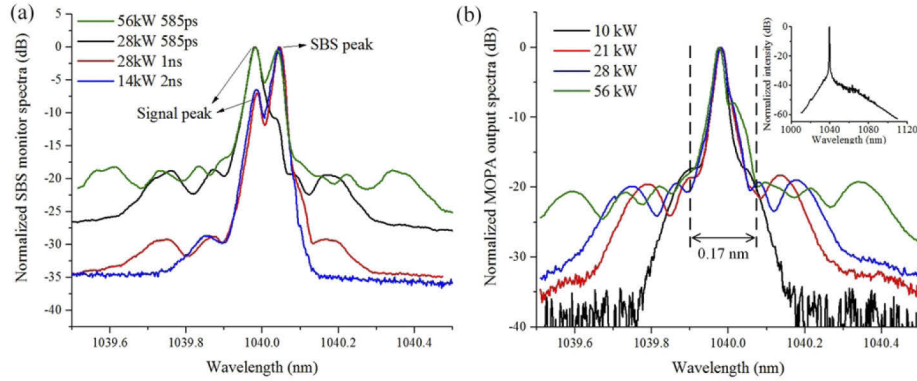 (a)
Normalized SBS monitor spectra (dB)
5
0
-5
-10
-15
-20
-25
-30
-35
-40
56kW 585ps
28kW 585ps
28kW 1ns
14kW 2ns
SBS peak
Signal peak
1039.6 1039.8 1040.0 1040.2 1040.4
Wavelength (nm)
(b)
Normalized MOPA output spectra (dB)
0
-10
-20
-30
-40
10 kW
21 kW
28 kW
56 kW
0.17 nm
1039.6 1039.8 1040.0 1040.2 1040.4
Wavelength (nm)
Normalized intensity (dB)
0
-20
-40
-60
1000 1040 1080 1120
Wavelength (nm)